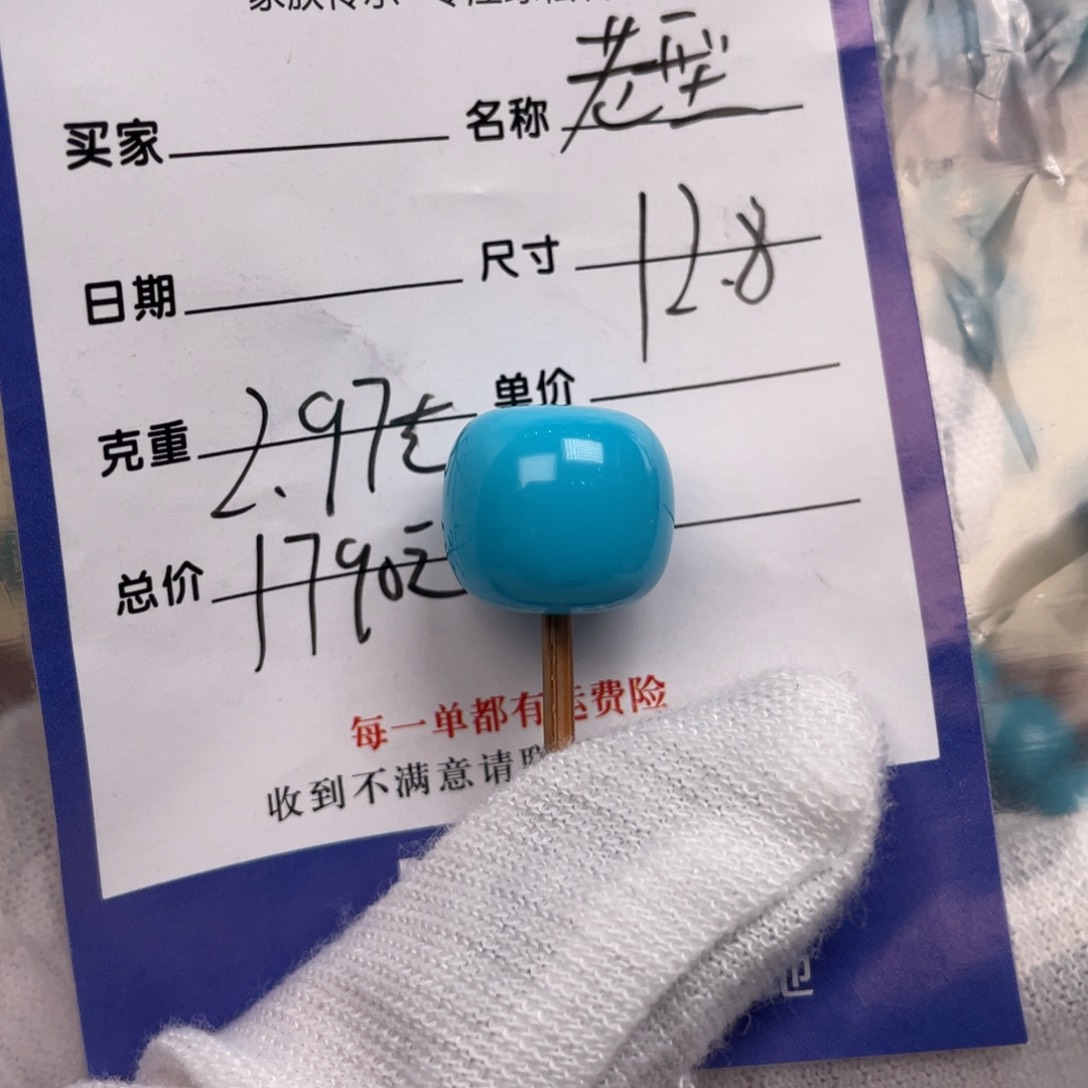 买家 名称 老型
日期 尺寸 12.8
克重 2.97克 单价
总价 1790元
每一单都有运费险
收到不满意请